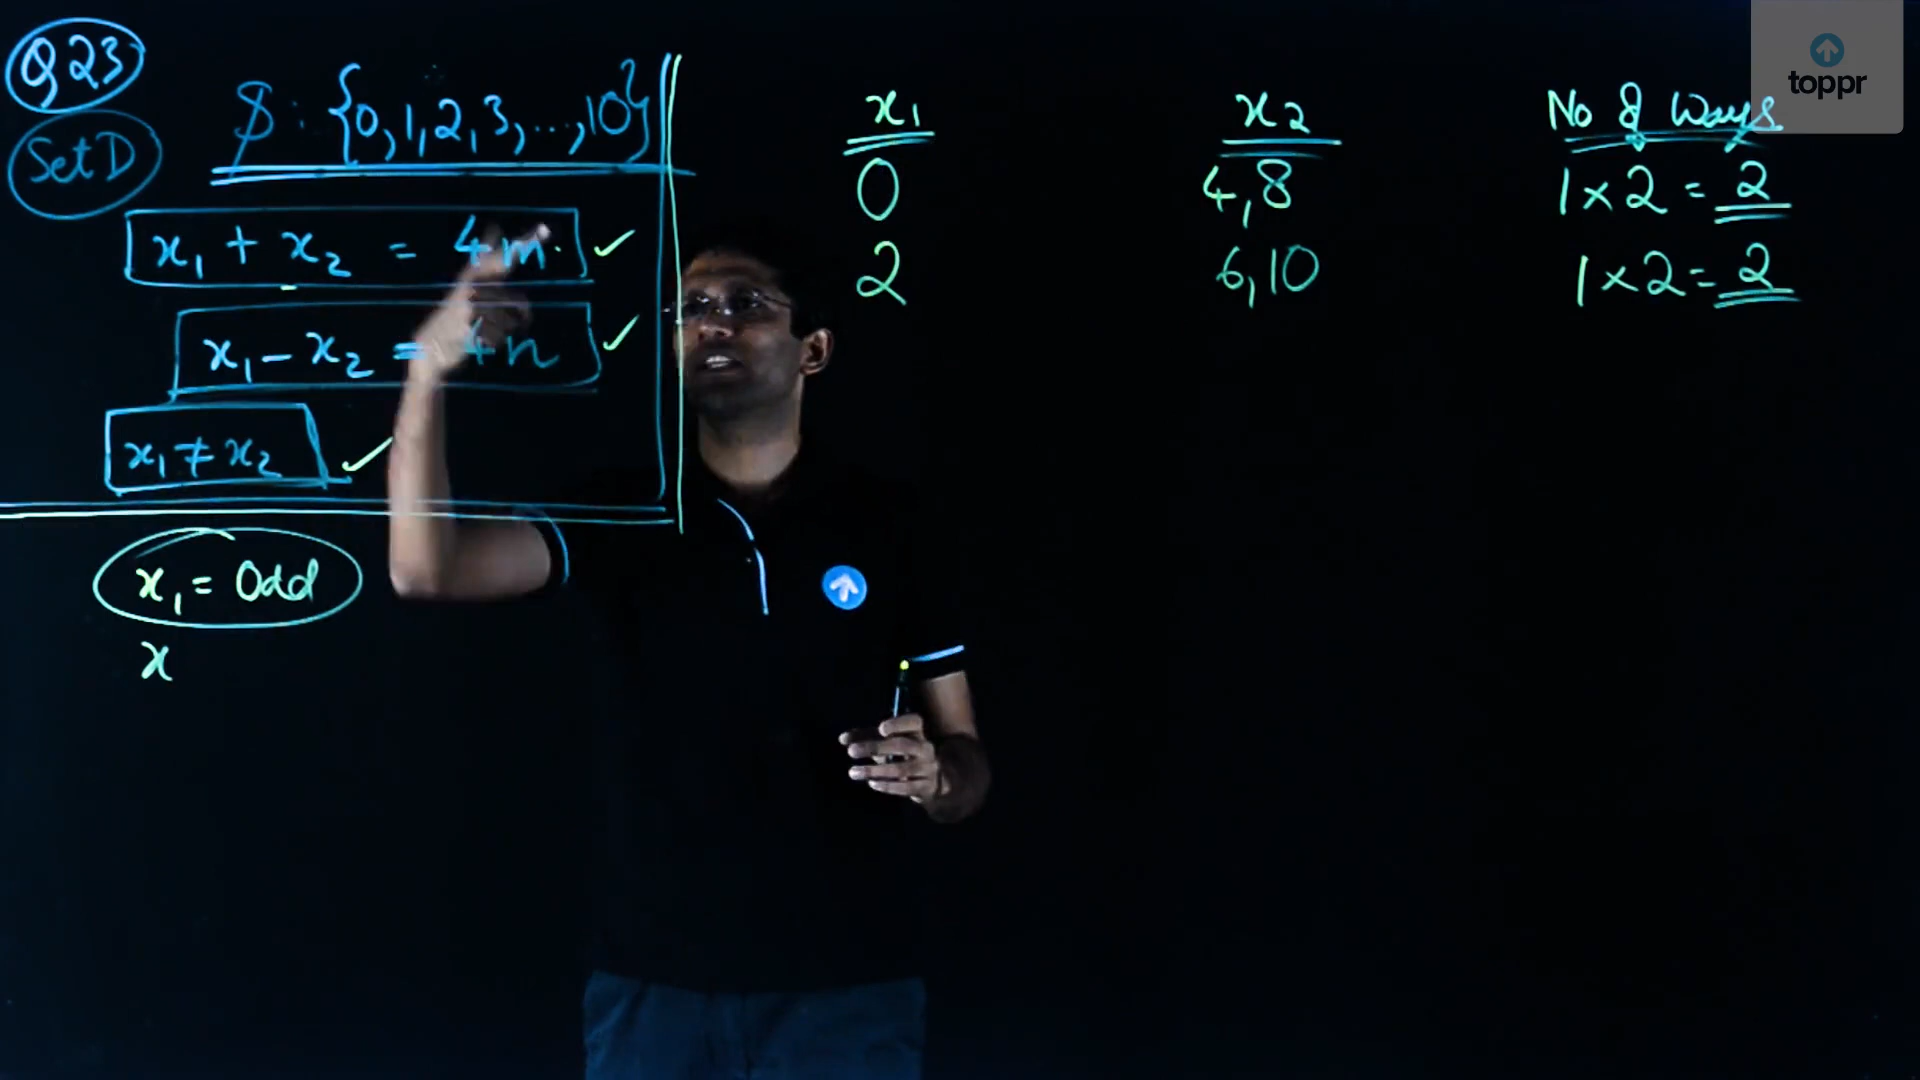 Q23
Set D
S : {0, 1, 2, 3, ..., 10}
x₁ + x₂ = 4m ✓
x₁ - x₂ = 4n ✓
x₁ ≠ x₂ ✓
x₁ = Odd
x
x₁ x₂ No of Ways
0 4, 8 1 × 2 = 2
2 6, 10 1 × 2 = 2
toppr